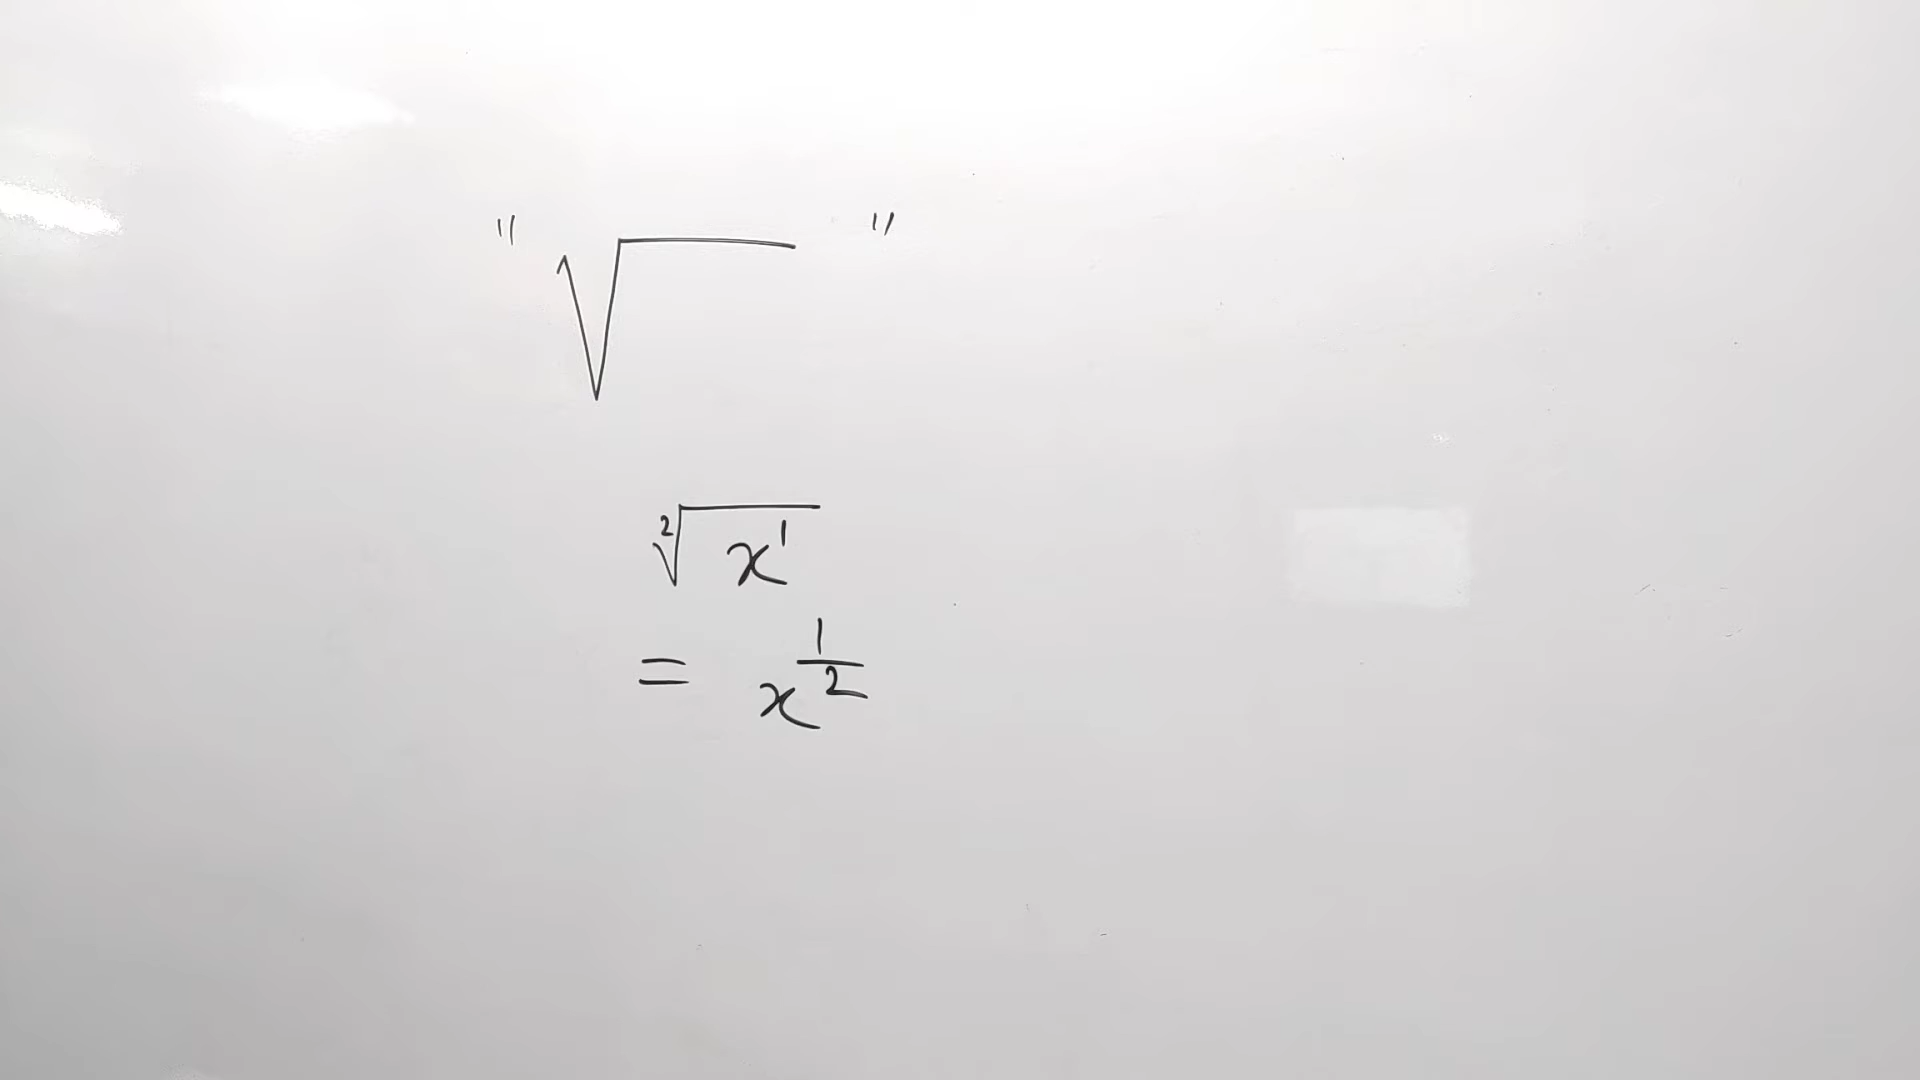 "√ "
²√x¹
= x^(1/2)